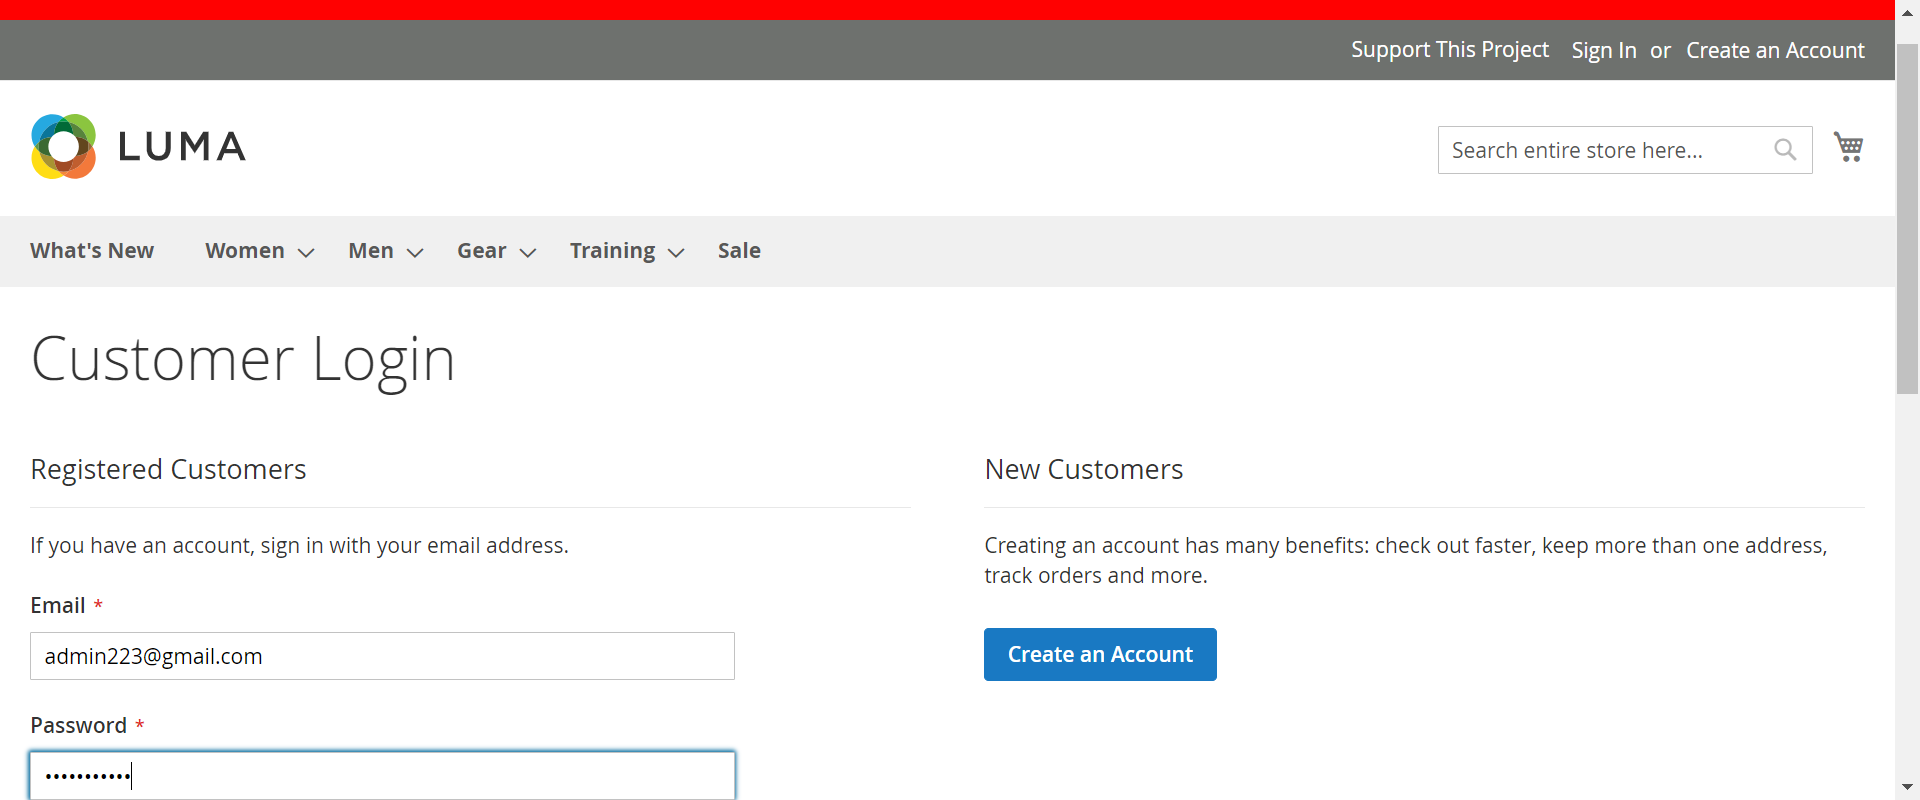 Support This Project Sign In or Create an Account
LUMA
Search entire store here...
What's New Women Men Gear Training Sale
Customer Login
Registered Customers
If you have an account, sign in with your email address.
Email *
admin223@gmail.com
Password *
•••••••••••
New Customers
Creating an account has many benefits: check out faster, keep more than one address,
track orders and more.
Create an Account